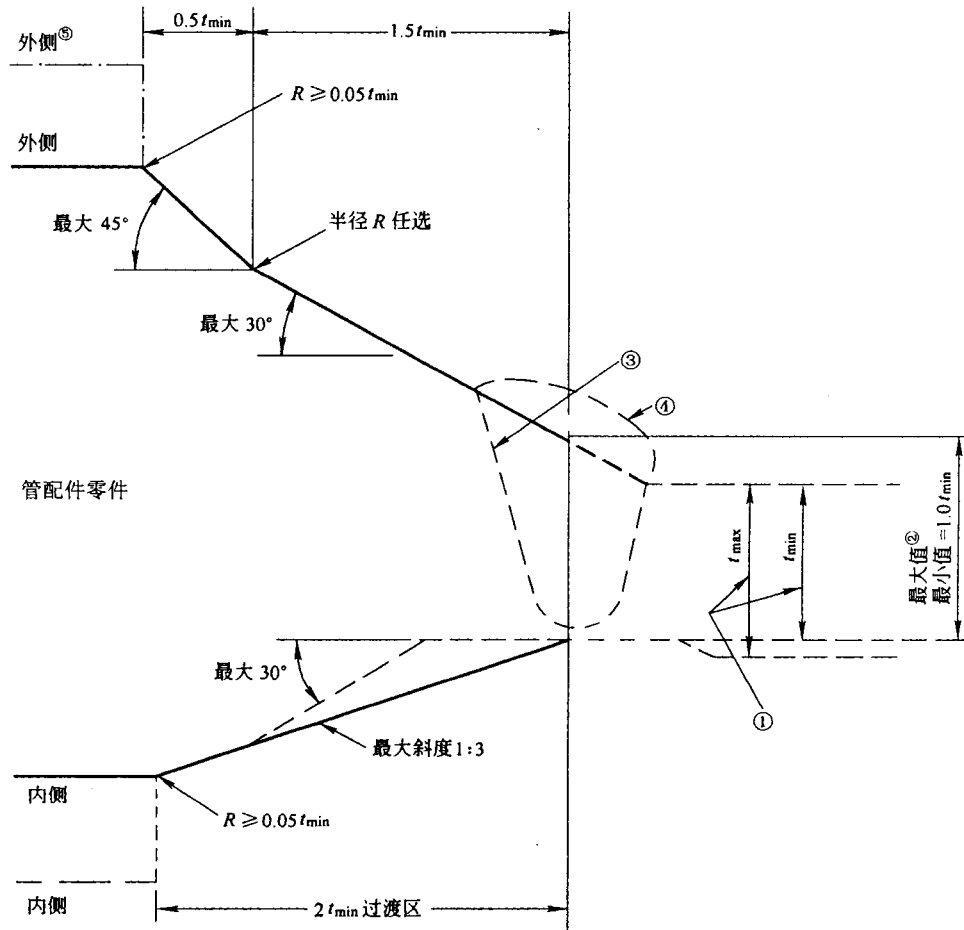 0.5tmin
1.5tmin
外侧⑤
R≥0.05tmin
外侧
最大 45°
半径 R 任选
最大 30°
③
④
管配件零件
tmax
tmin
最大值②
最小值=1.0tmin
最大 30°
①
最大斜度1:3
内侧
R≥0.05tmin
内侧
2tmin过渡区